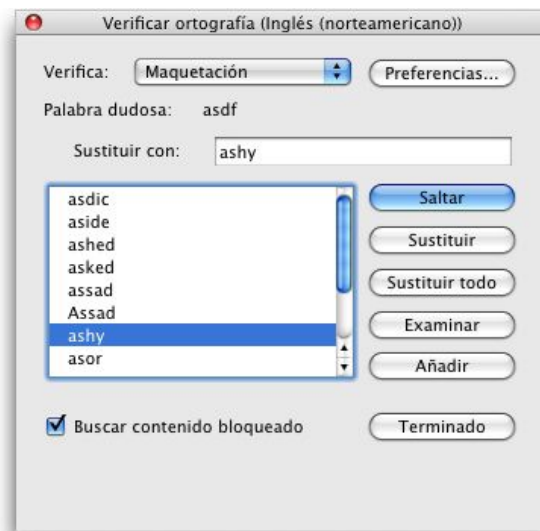 Verificar ortografía (Inglés (norteamericano))
Verifica: Maquetación Preferencias...
Palabra dudosa: asdf
Sustituir con: ashy
asdic
aside
ashed
asked
assad
Assad
ashy
asor
Saltar
Sustituir
Sustituir todo
Examinar
Añadir
Buscar contenido bloqueado Terminado